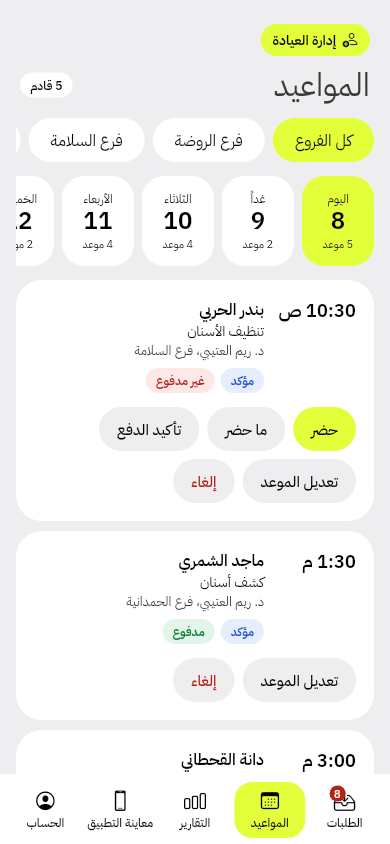 إدارة العيادة
المواعيد
5 قادم
كل الفروع
فرع الروضة
فرع السلامة
اليوم
8
5 موعد
غداً
9
2 موعد
الثلاثاء
10
4 موعد
الأربعاء
11
4 موعد
10:30 ص
بندر الحربي
تنظيف الأسنان
د. ريم العتيبي، فرع السلامة
مؤكد
غير مدفوع
حضر
ما حضر
تأكيد الدفع
تعديل الموعد
إلغاء
1:30 م
ماجد الشمري
كشف أسنان
د. ريم العتيبي، فرع الحمدانية
مؤكد
مدفوع
تعديل الموعد
إلغاء
3:00 م
دانة القحطاني
8
الطلبات
المواعيد
التقارير
معاينة التطبيق
الحساب